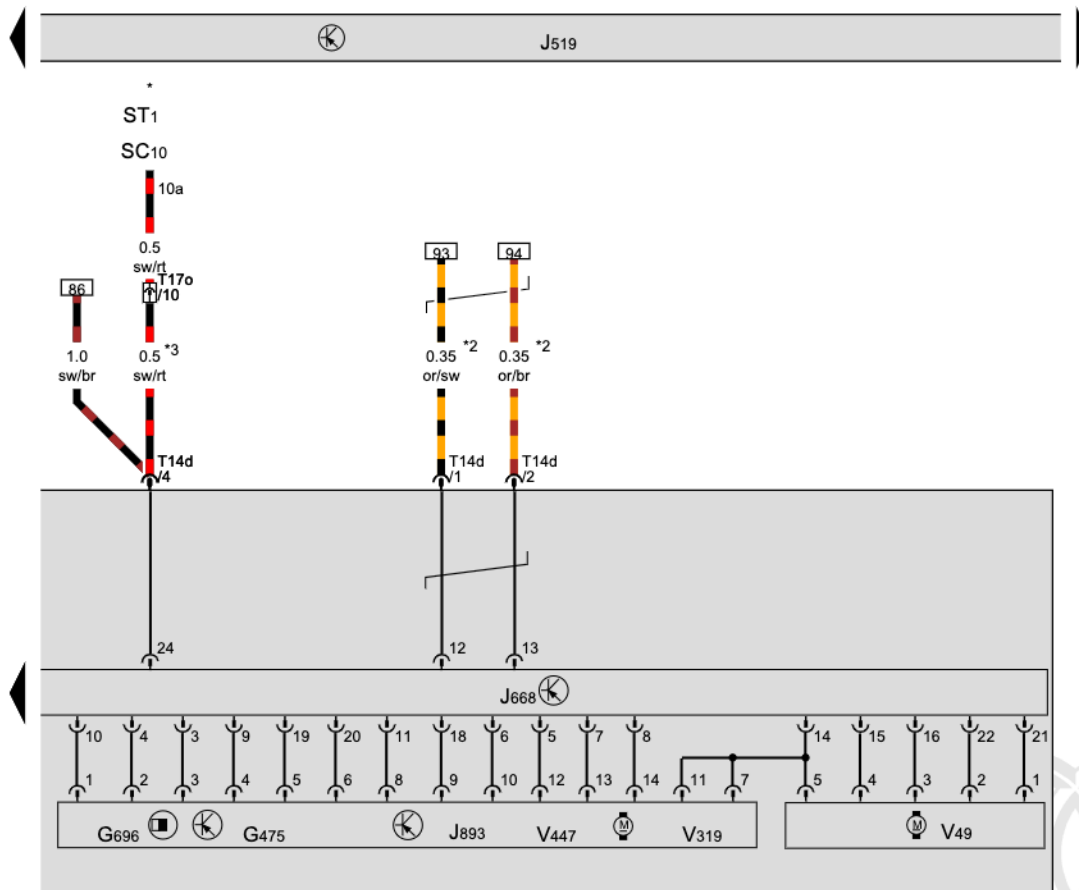 J519
*
ST1
SC10
10a
0.5
sw/rt
93 94
86
T17o
/10
1.0 0.5 *3 0.35 *2 0.35 *2
sw/br sw/rt or/sw or/br
T14d T14d T14d
/4 /1 /2
24 12 13
J668
10 4 3 9 19 20 11 18 6 5 7 8 14 15 16 22 21
1 2 3 4 5 6 8 9 10 12 13 14 11 7 5 4 3 2 1
G696 G475 J893 V447 M V319 M V49